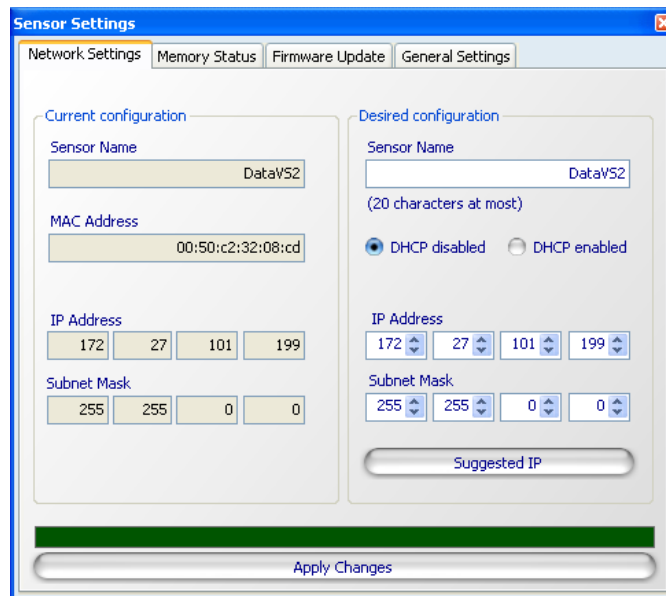 Sensor Settings
Network Settings Memory Status Firmware Update General Settings
Current configuration
Sensor Name
DataVS2
MAC Address
00:50:c2:32:08:cd
IP Address
172 27 101 199
Subnet Mask
255 255 0 0
Desired configuration
Sensor Name
DataVS2
(20 characters at most)
DHCP disabled DHCP enabled
IP Address
172 27 101 199
Subnet Mask
255 255 0 0
Suggested IP
Apply Changes